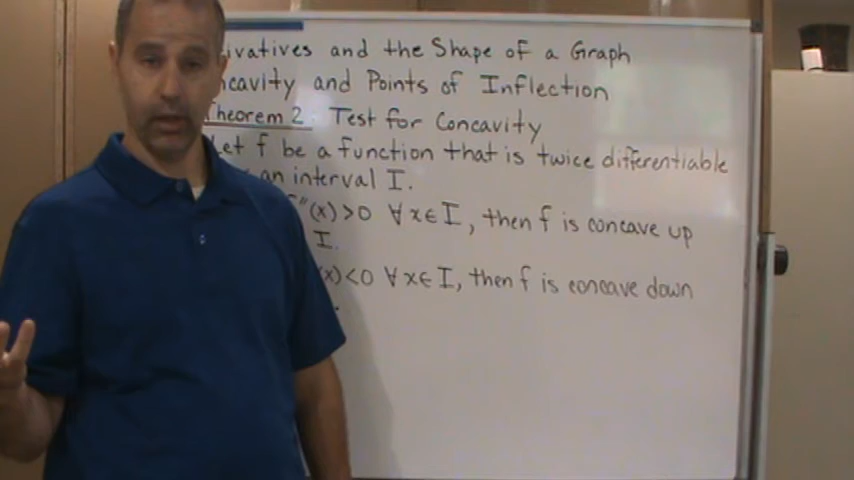 ivatives and the Shape of a Graph
ncavity and Points of Inflection
Theorem 2. Test for Concavity
Let f be a function that is twice differentiable
an interval I.
f"(x)>0 ∀x∈I, then f is concave up
I.
(x)<0 ∀x∈I, then f is concave down